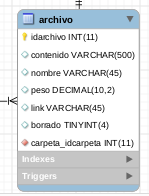 archivo
idarchivo INT(11)
contenido VARCHAR(500)
nombre VARCHAR(45)
peso DECIMAL(10,2)
link VARCHAR(45)
borrado TINYINT(4)
carpeta_idcarpeta INT(11)
Indexes
Triggers